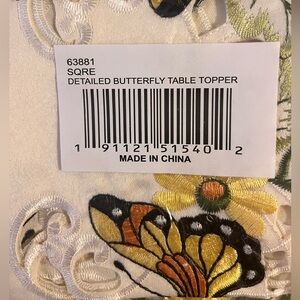 63881
SQRE
DETAILED BUTTERFLY TABLE TOPPER
1 91121 51540 2
MADE IN CHINA